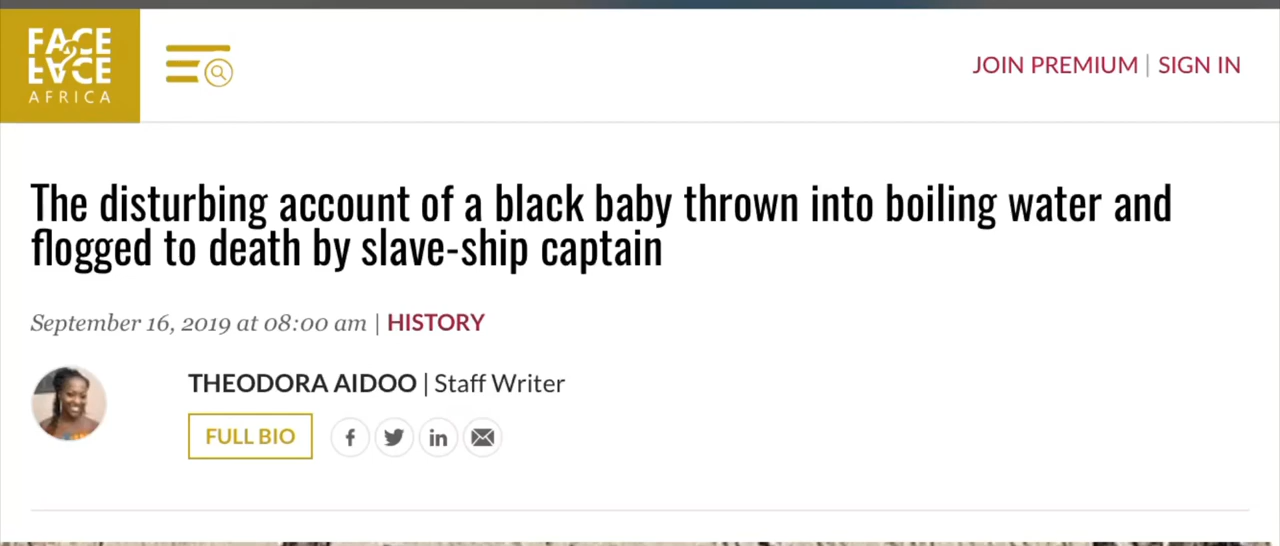 FACE
2
FACE
AFRICA
JOIN PREMIUM | SIGN IN
The disturbing account of a black baby thrown into boiling water and
flogged to death by slave-ship captain
September 16, 2019 at 08:00 am | HISTORY
THEODORA AIDOO | Staff Writer
FULL BIO